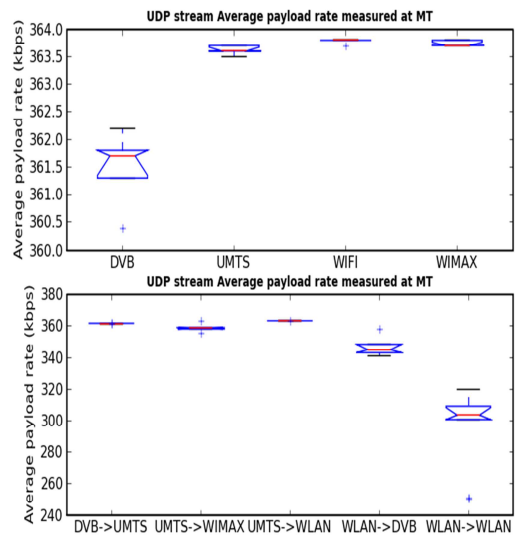 UDP stream Average payload rate measured at MT
Average payload rate (kbps)
364.0
363.5
363.0
362.5
362.0
361.5
361.0
360.5
360.0
DVB UMTS WIFI WIMAX
UDP stream Average payload rate measured at MT
Average payload rate (kbps)
380
360
340
320
300
280
260
240
DVB->UMTS UMTS->WIMAX UMTS->WLAN WLAN->DVB WLAN->WLAN